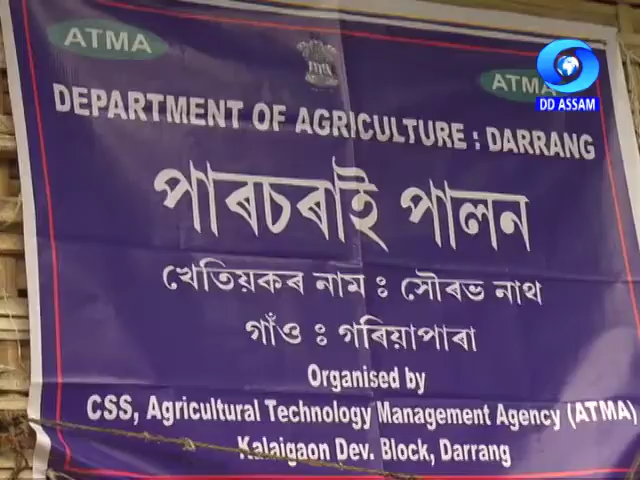 ATMA
ATMA
DD ASSAM
DEPARTMENT OF AGRICULTURE : DARRANG
পাৰচৰাই পালন
খেতিয়কৰ নাম : সৌৰভ নাথ
গাঁও : গৰিয়াপাৰা
Organised by
CSS, Agricultural Technology Management Agency (ATMA)
Kalaigaon Dev. Block, Darrang